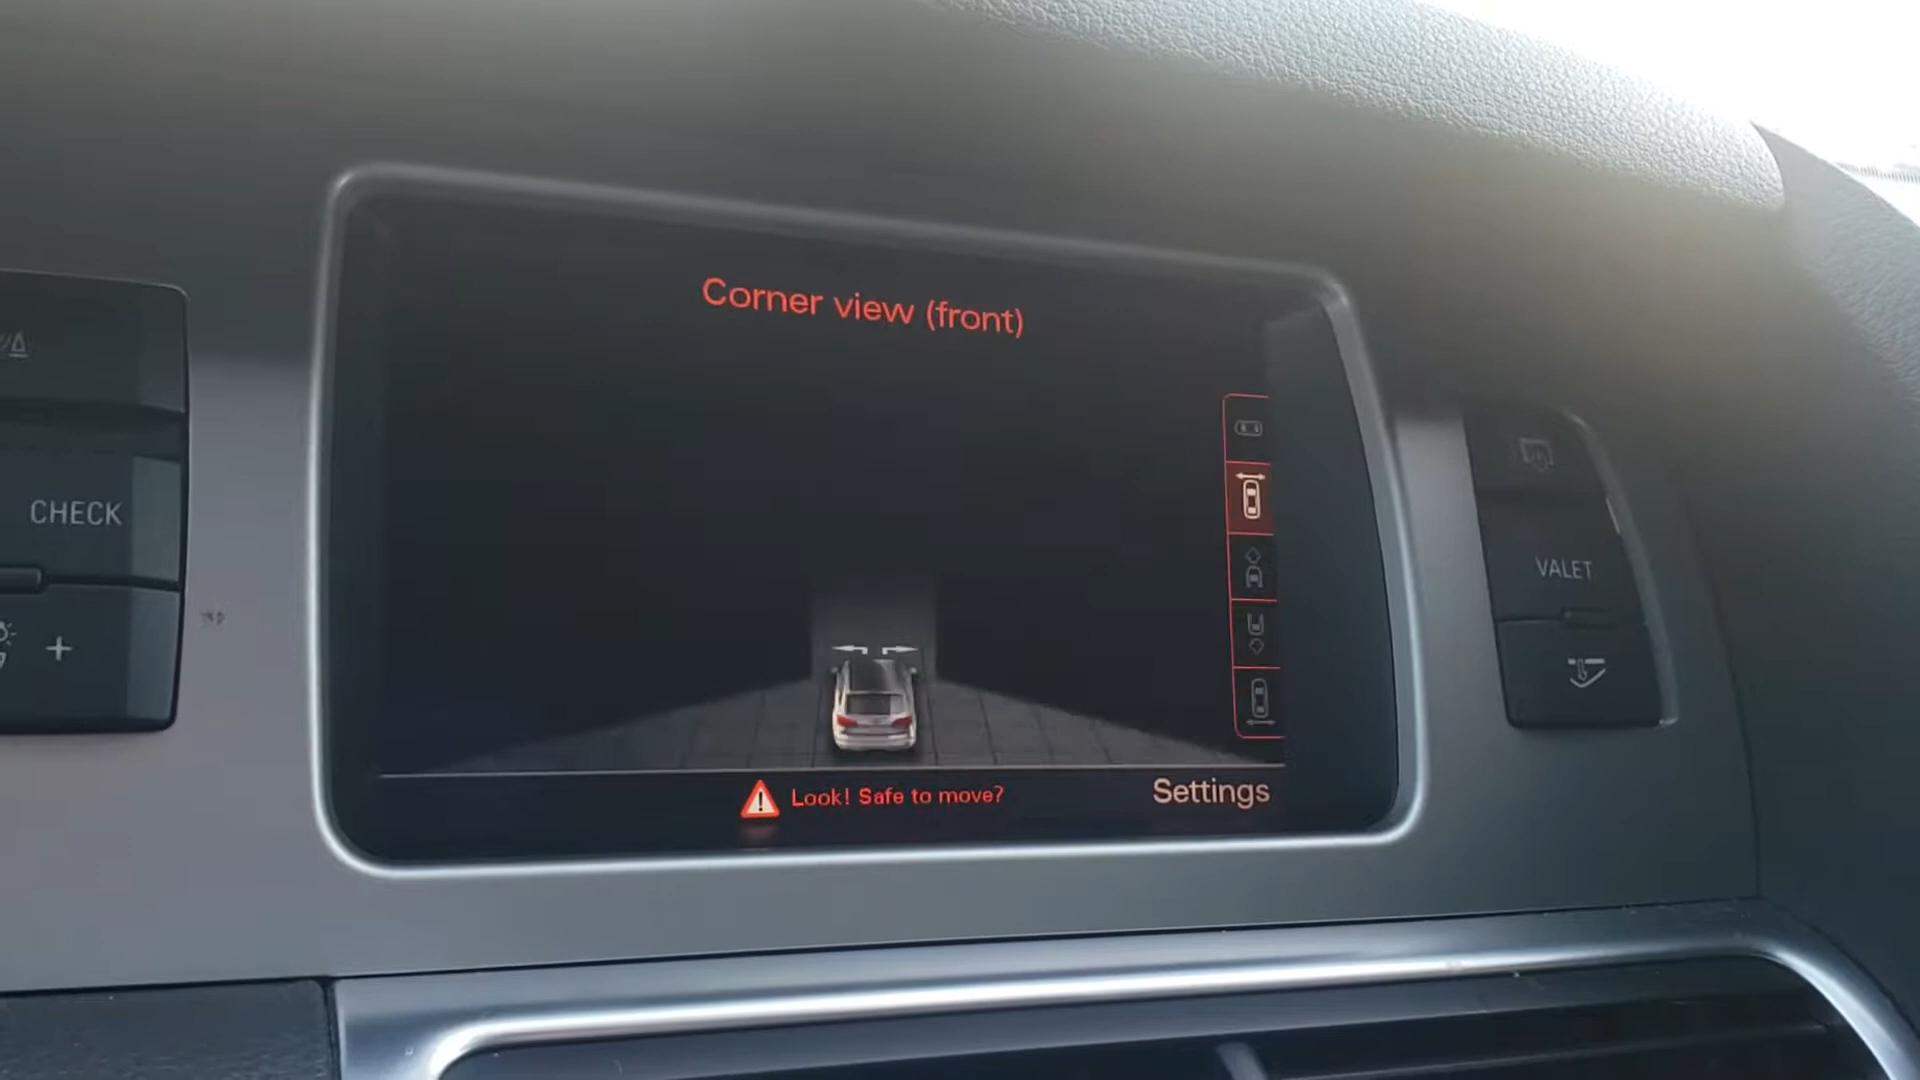 Corner view (front)
CHECK
VALET
+
Look! Safe to move?
Settings